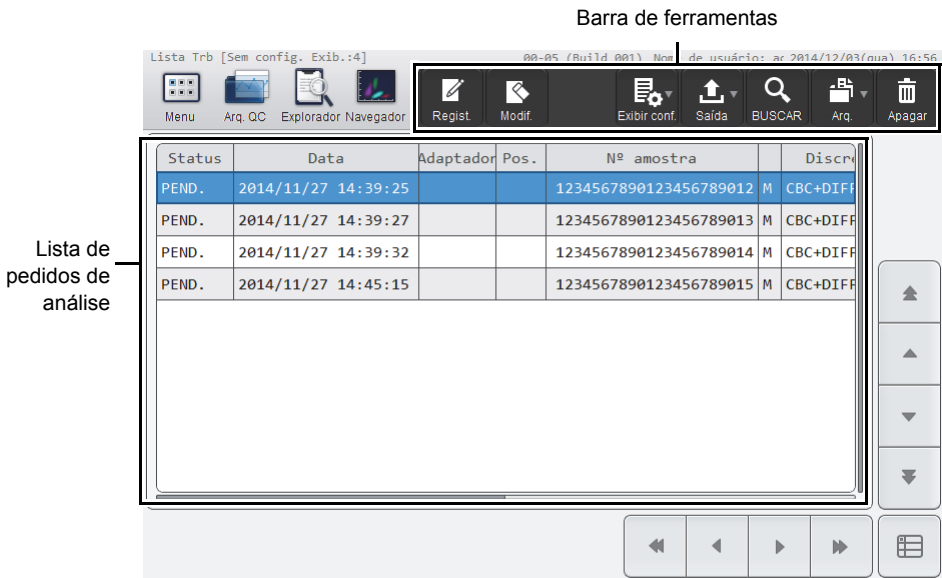 Barra de ferramentas
Lista Trb [Sem config. Exib.:4] 00-05 (Build 001) Nom de usuário: ac 2014/12/03(qua) 16:56
Menu Arq. QC Explorador Navegador Regist. Modif. Exibir conf. Saída BUSCAR Arq. Apagar
Status Data Adaptador Pos. Nº amostra Discre
PEND. 2014/11/27 14:39:25 1234567890123456789012 M CBC+DIFF
PEND. 2014/11/27 14:39:27 1234567890123456789013 M CBC+DIFF
PEND. 2014/11/27 14:39:32 1234567890123456789014 M CBC+DIFF
PEND. 2014/11/27 14:45:15 1234567890123456789015 M CBC+DIFF
Lista de
pedidos de
análise